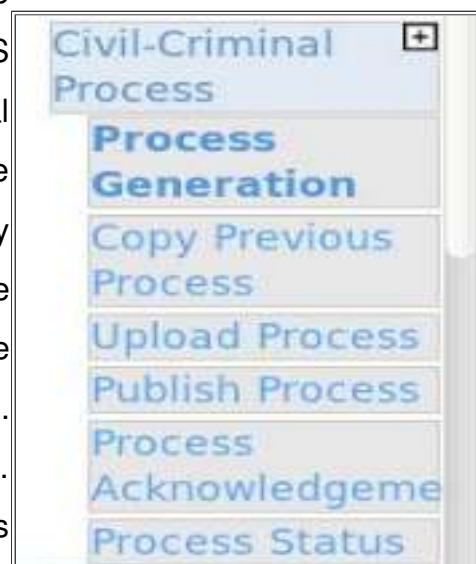 Civil-Criminal
Process
Process
Generation
Copy Previous
Process
Upload Process
Publish Process
Process
Acknowledgeme
Process Status